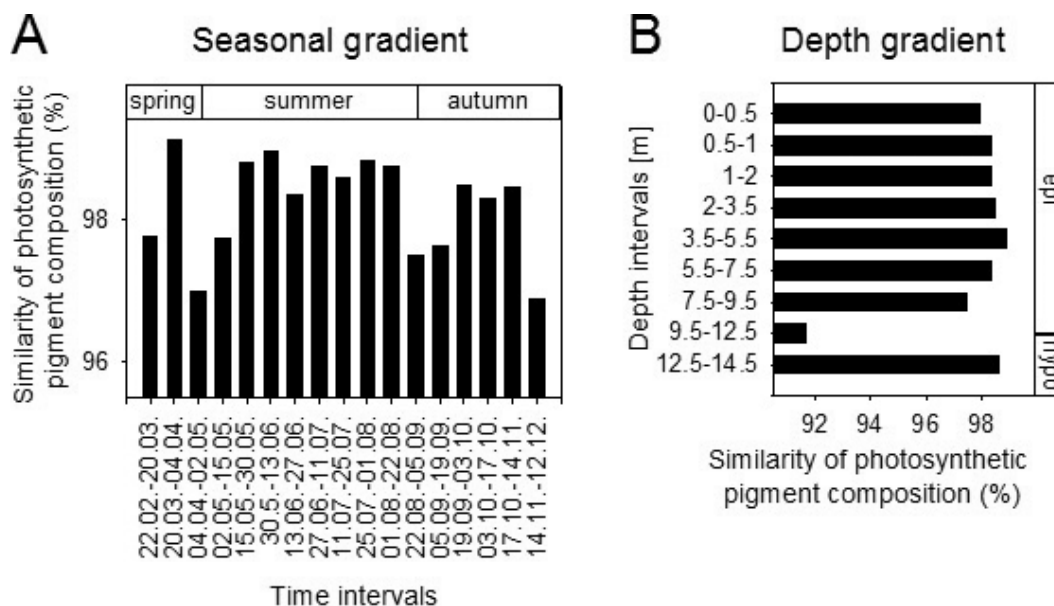 A
Seasonal gradient
spring
summer
autumn
Similarity of photosynthetic
pigment composition (%)
98
96
22.02.-20.03.
20.03.-04.04.
04.04.-02.05.
02.05.-15.05.
15.05.-30.05.
30.5.-13.06.
13.06.-27.06.
27.06.-11.07.
11.07.-25.07.
25.07.-01.08.
01.08.-22.08.
22.08.-05.09.
05.09.-19.09.
19.09.-03.10.
03.10.-17.10.
17.10.-14.11.
14.11.-12.12.
Time intervals
B
Depth gradient
Depth intervals [m]
0-0.5
0.5-1
1-2
2-3.5
3.5-5.5
5.5-7.5
7.5-9.5
9.5-12.5
12.5-14.5
epi
hypo
92 94 96 98
Similarity of photosynthetic
pigment composition (%)